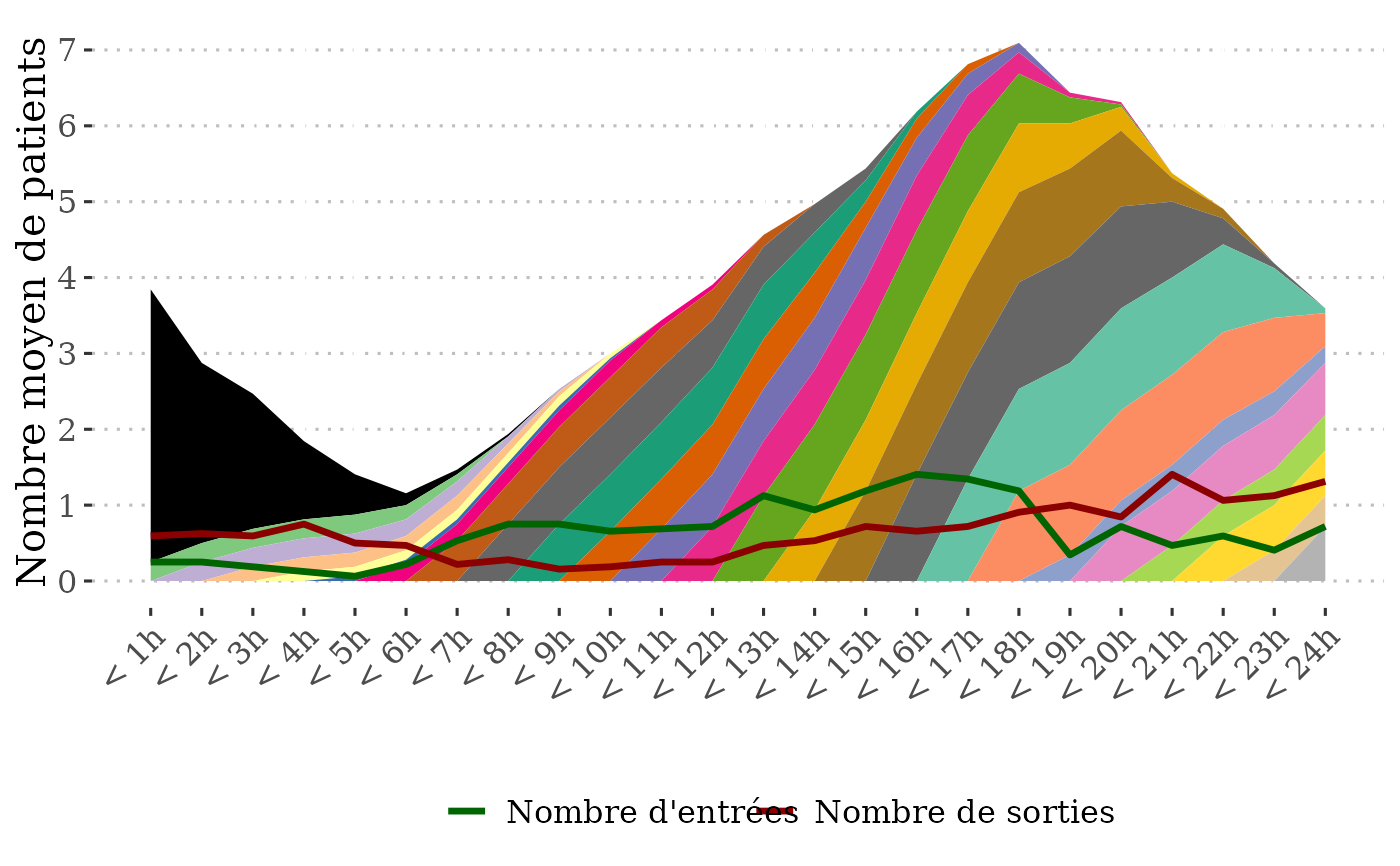 Nombre moyen de patients
7
6
5
4
3
2
1
0
< 1h
< 2h
< 3h
< 4h
< 5h
< 6h
< 7h
< 8h
< 9h
< 10h
< 11h
< 12h
< 13h
< 14h
< 15h
< 16h
< 17h
< 18h
< 19h
< 20h
< 21h
< 22h
< 23h
< 24h
Nombre d'entrées Nombre de sorties